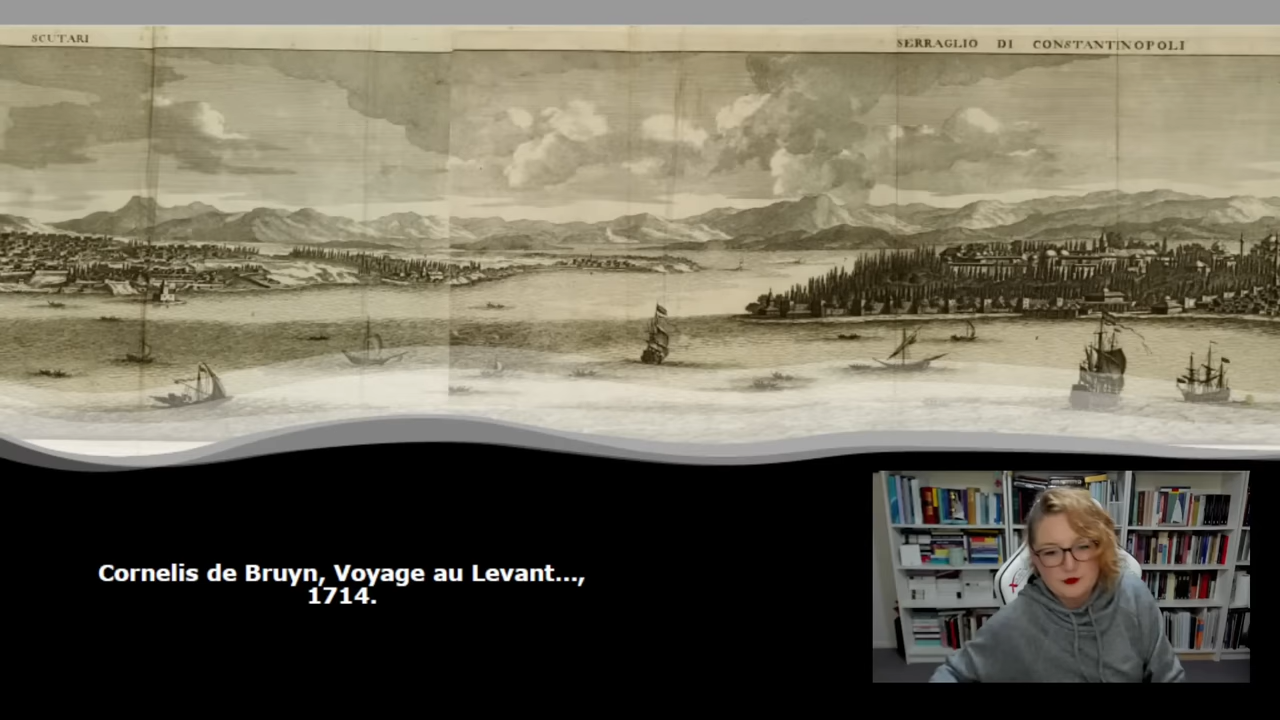 SCUTARI
SERRAGLIO DI CONSTANTINOPOLI
Cornelis de Bruyn, Voyage au Levant...,
1714.